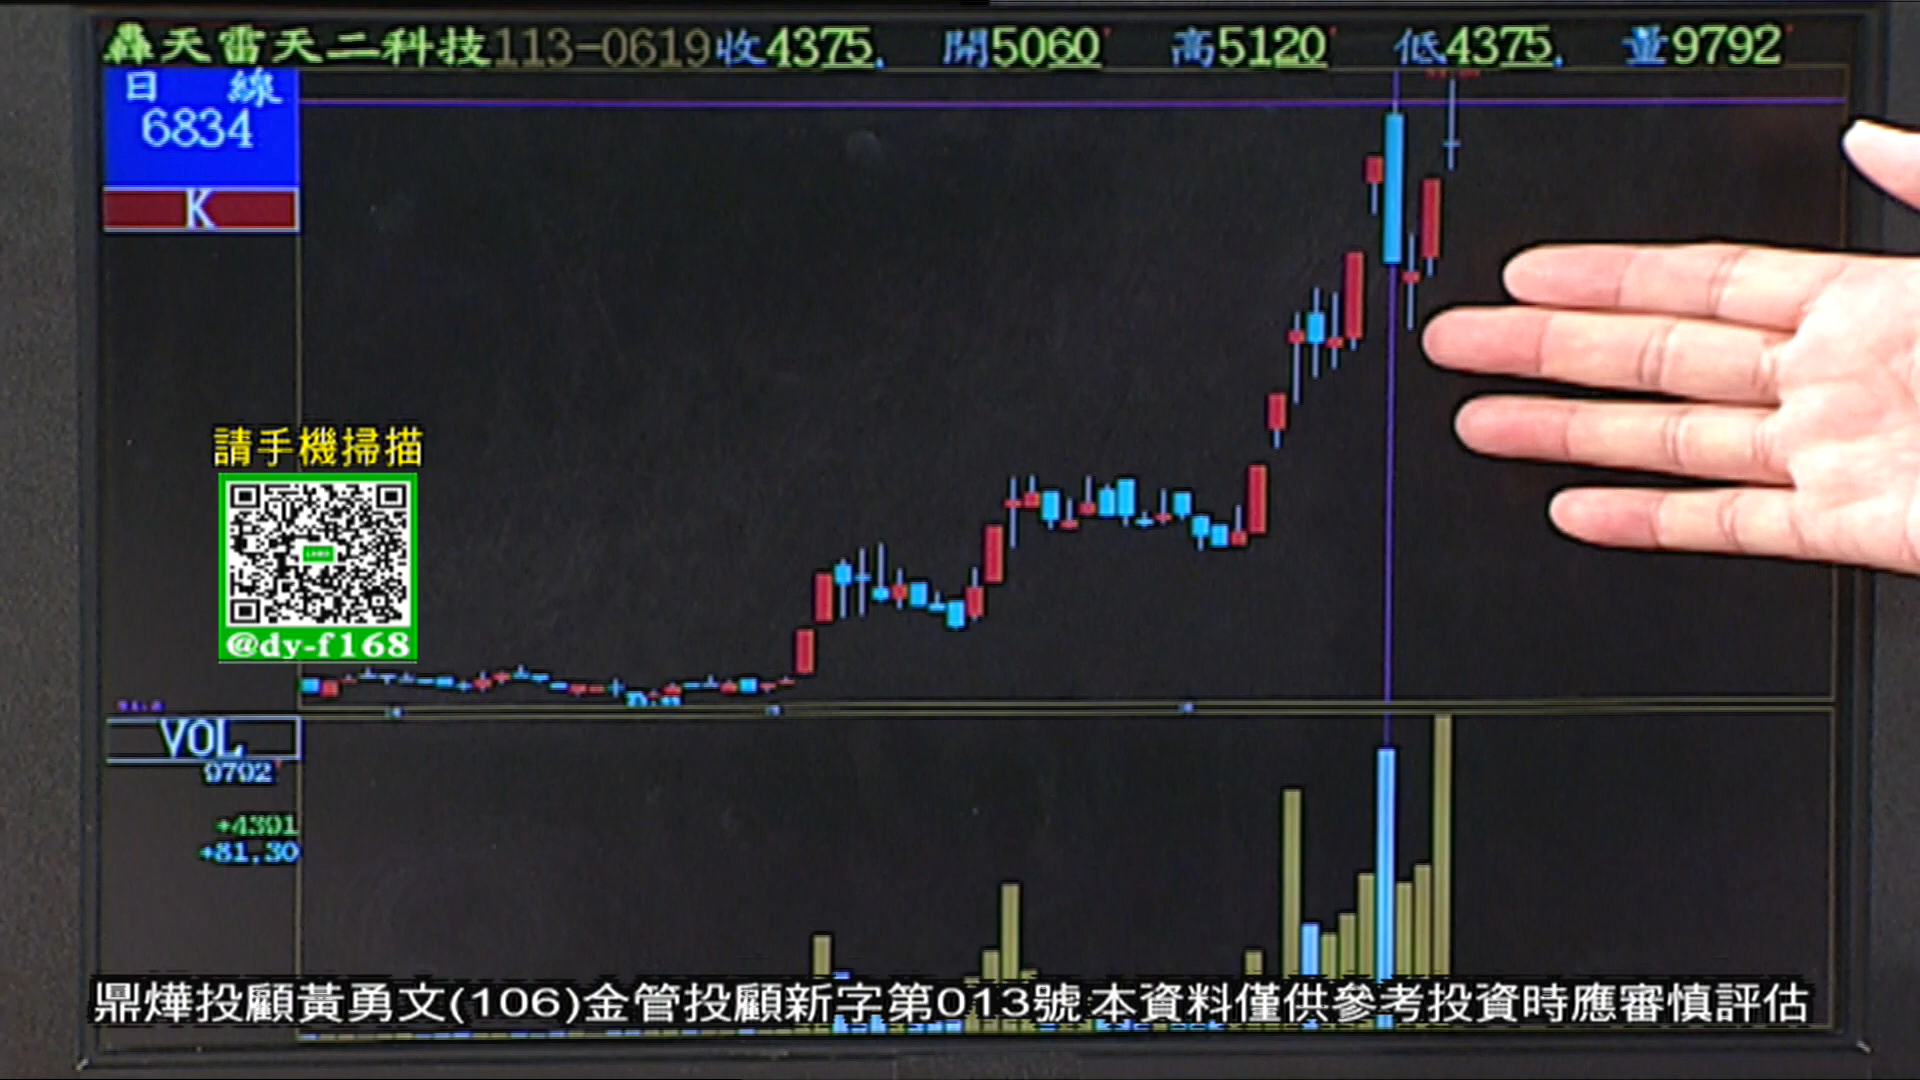 轟天雷天二科技113-0619收4375. 開5060 高5120 低4375. 量9792
日 線
6834
K
請手機掃描
@dy-f168
VOL
9792
+4391
+81.30
鼎燁投顧黃勇文(106)金管投顧新字第013號 本資料僅供參考投資時應審慎評估